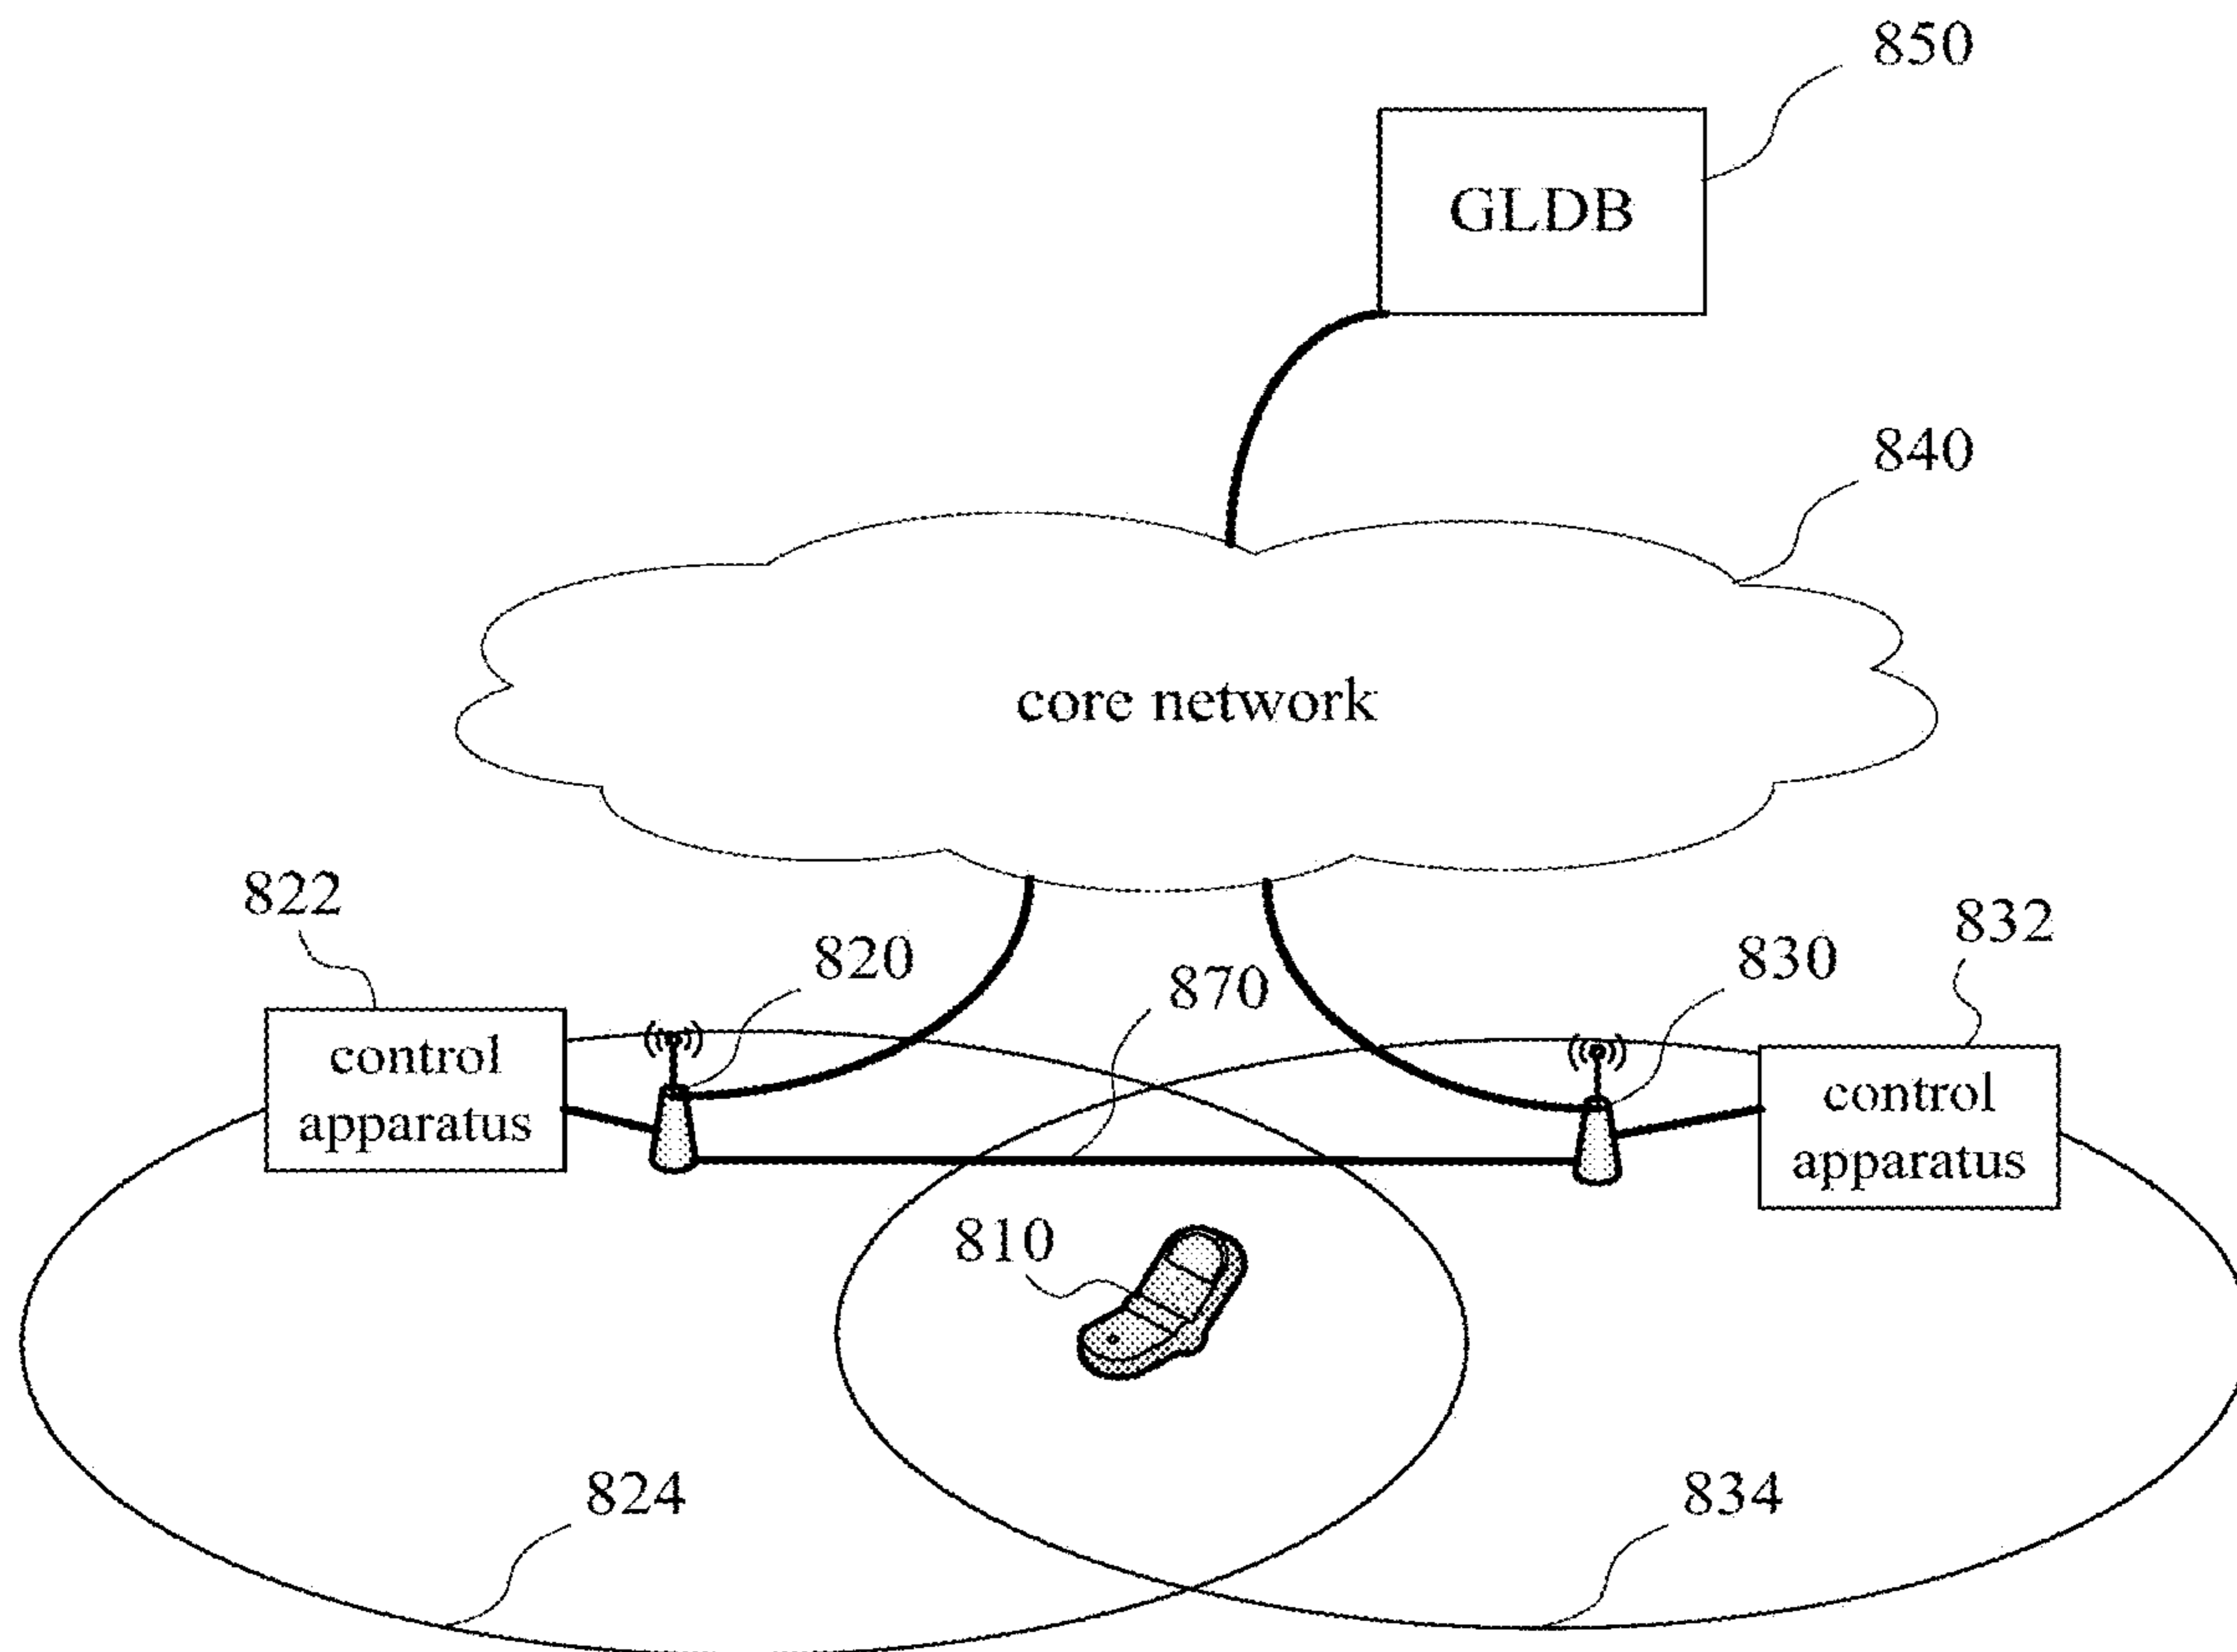 850
GLDB
840
core network
822
820
870
830
832
control
apparatus
control
apparatus
810
824
834